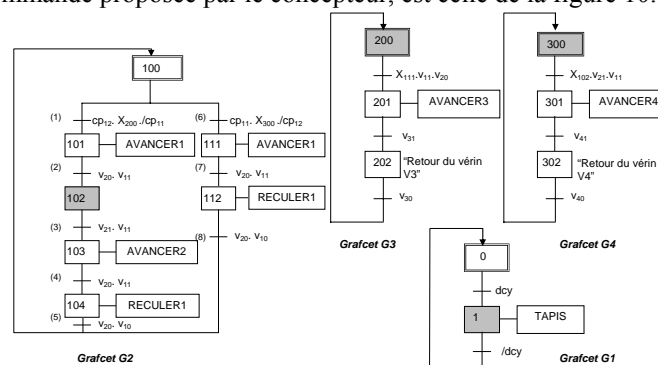 mmande proposée par le concepteur, est celle de la figure 10.
100
(1) cp12. X200 ./cp11
(6) cp11. X300 ./cp12
101 AVANCER1
111 AVANCER1
(2) v20. v11
(7) v20. v11
102
112 RECULER1
(3) v21. v11
(8) v20. v10
103 AVANCER2
(4) v20. v11
104 RECULER1
(5) v20. v10
Grafcet G2
200
X111.v11.v20
201 AVANCER3
v31
202 "Retour du vérin
V3"
v30
Grafcet G3
300
X102.v21.v11
301 AVANCER4
v41
302 "Retour du vérin
V4"
v40
Grafcet G4
0
dcy
1 TAPIS
/dcy
Grafcet G1